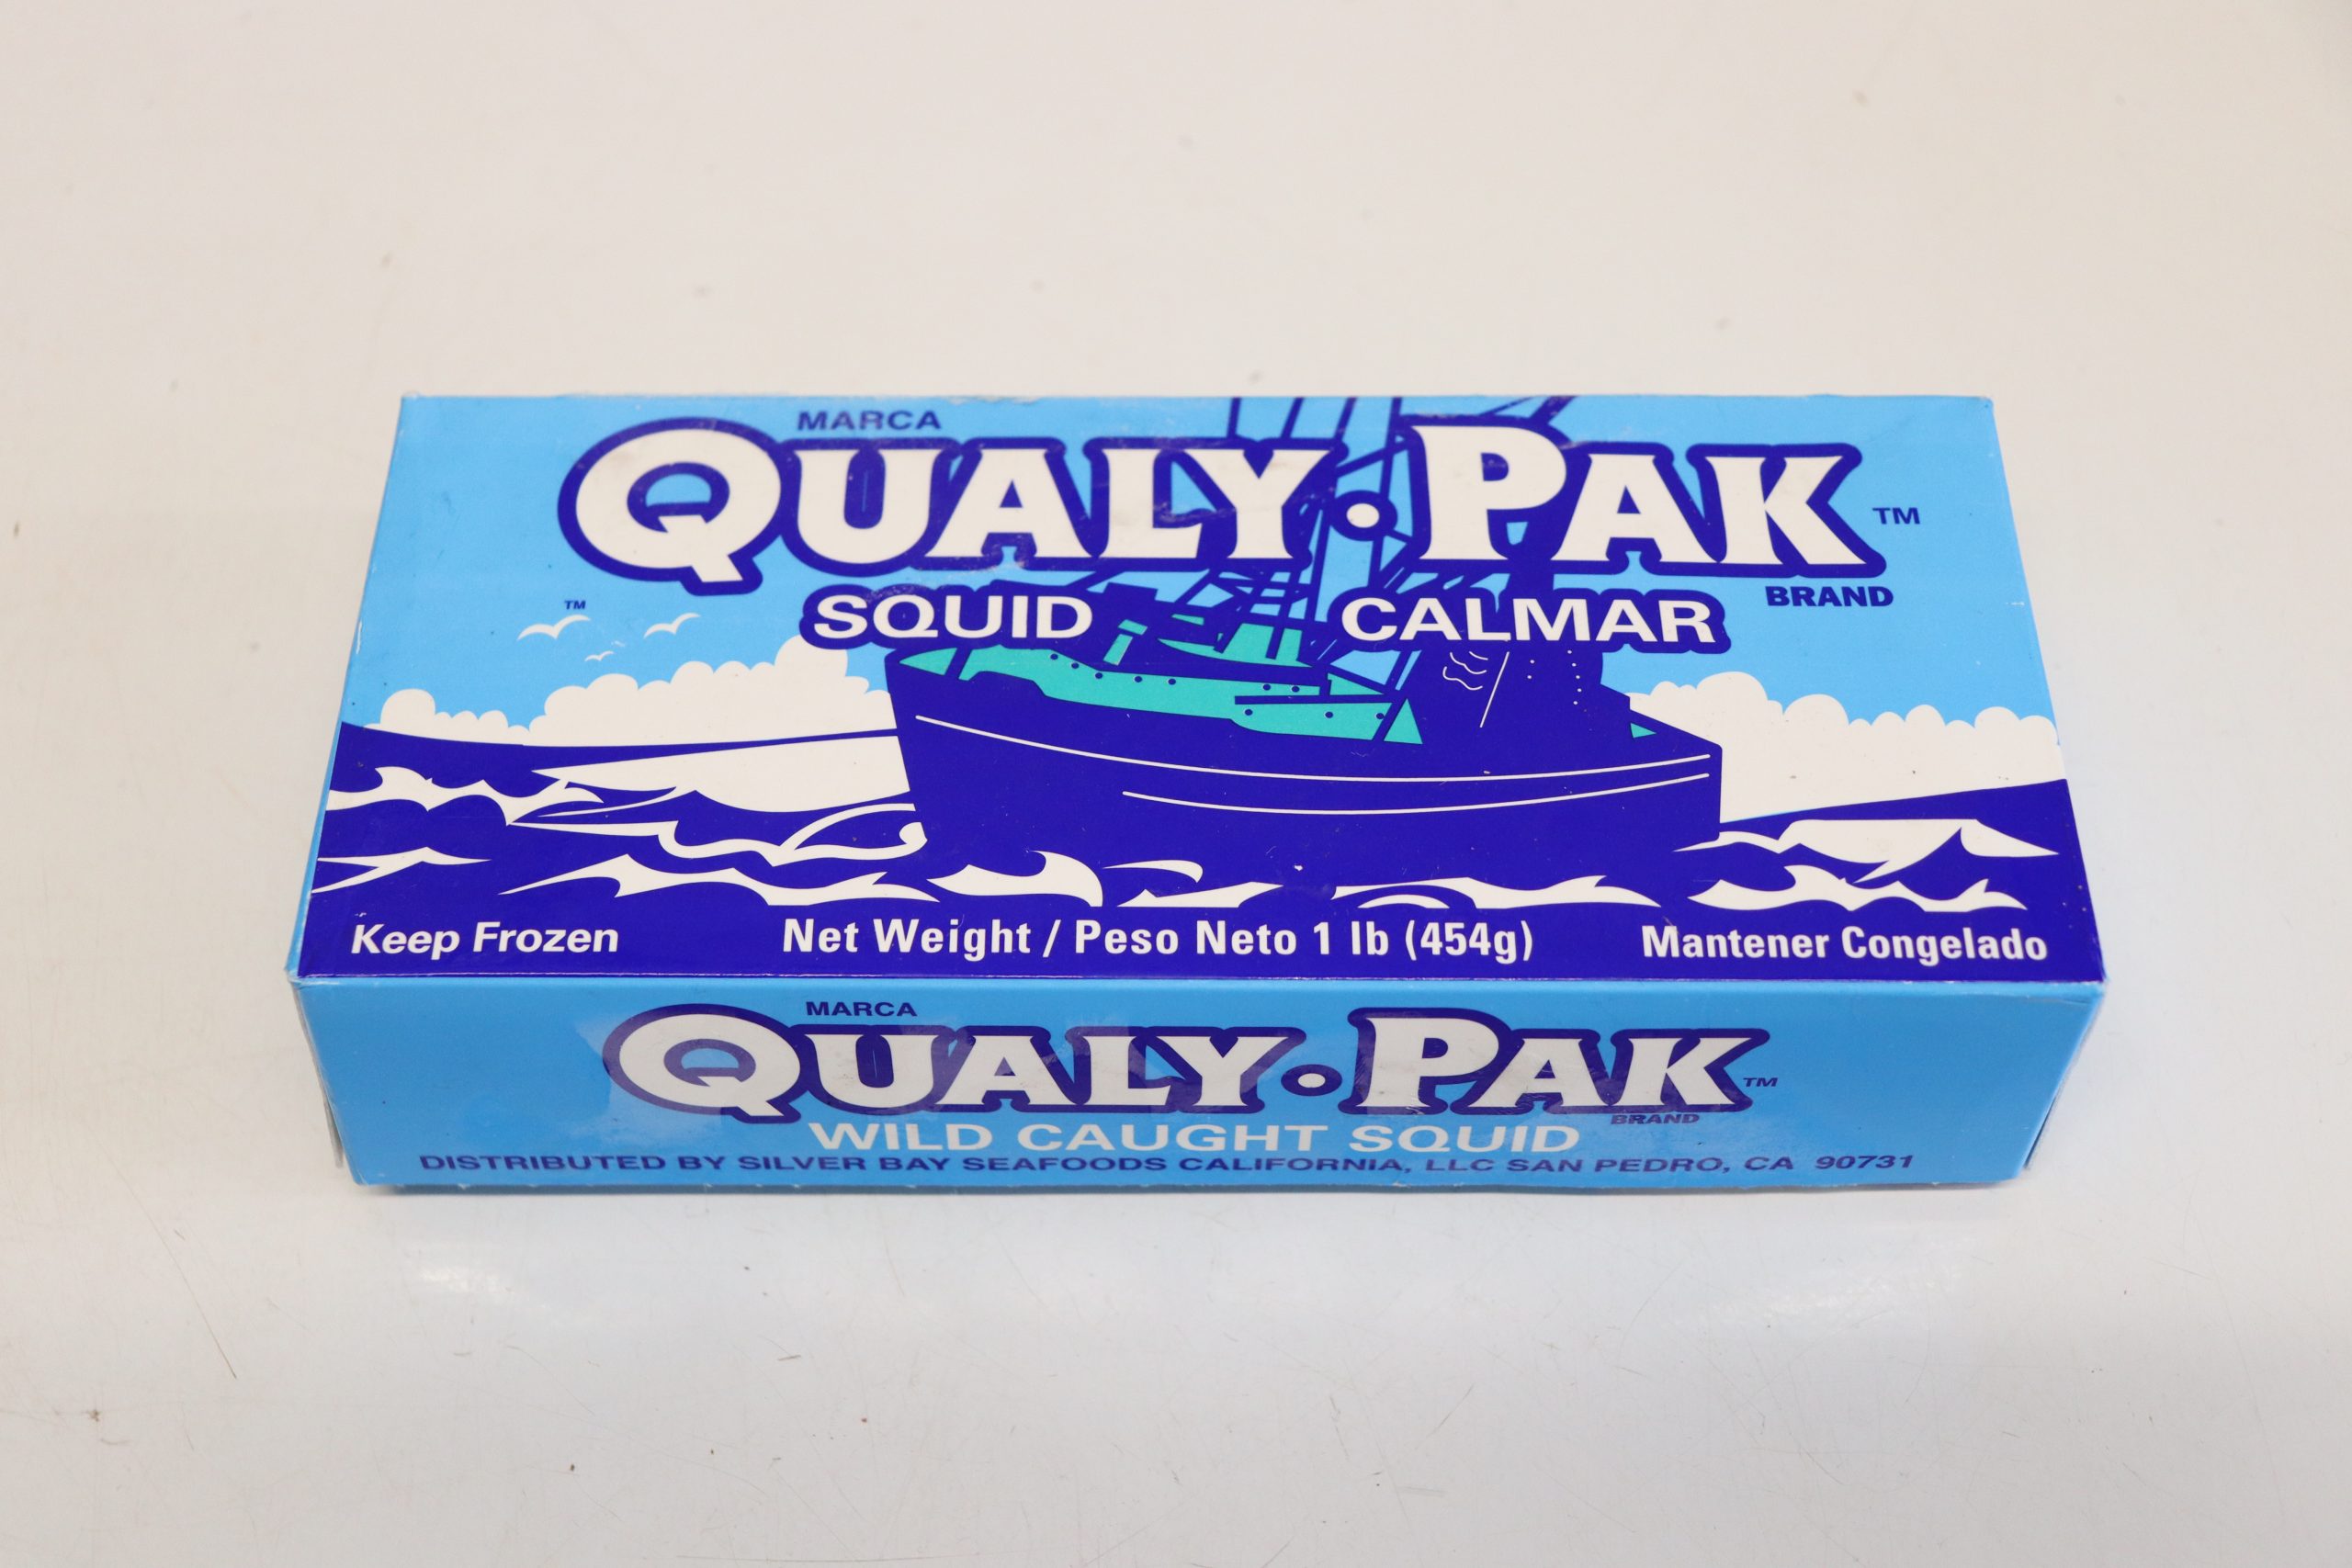 MARCA
QUALY·PAK™
BRAND
SQUID CALMAR
™
Keep Frozen Net Weight / Peso Neto 1 lb (454g) Mantener Congelado
MARCA
QUALY·PAK™
BRAND
WILD CAUGHT SQUID
DISTRIBUTED BY SILVER BAY SEAFOODS CALIFORNIA, LLC SAN PEDRO, CA 90731